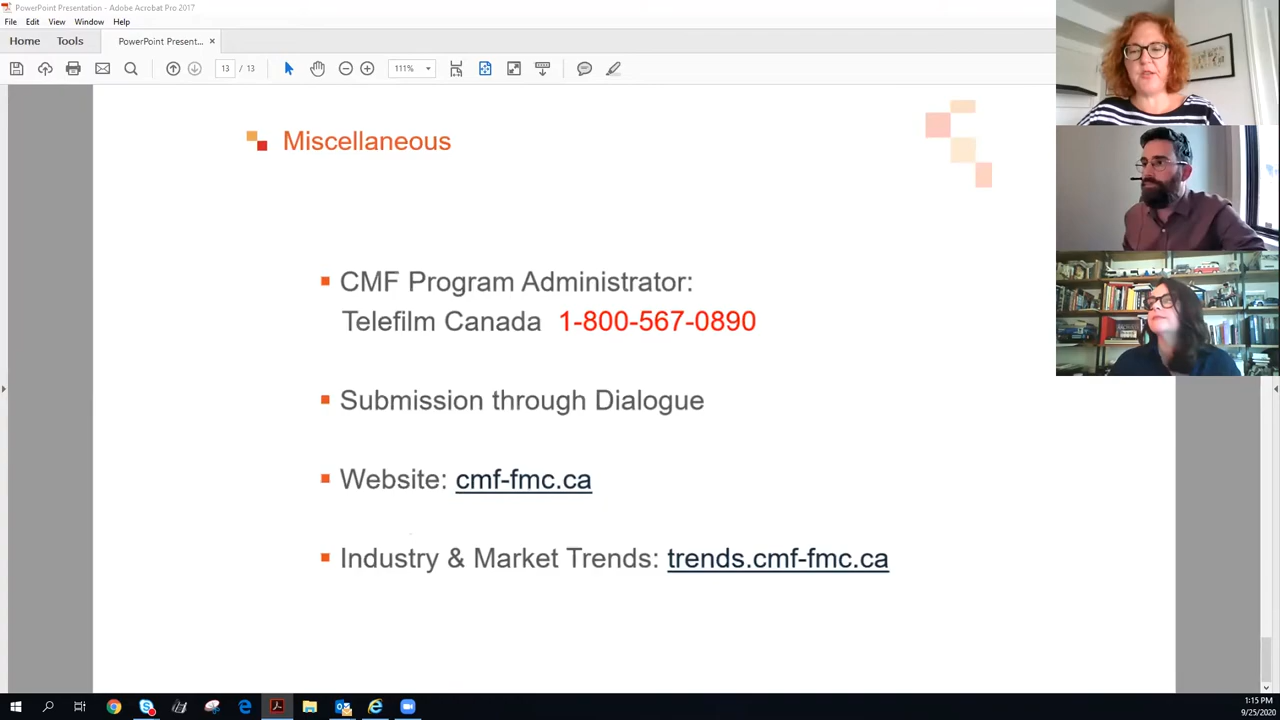 PowerPoint Presentation - Adobe Acrobat Pro 2017
File Edit View Window Help
Home Tools PowerPoint Present... ×
13 / 13 111%
Miscellaneous
CMF Program Administrator:
Telefilm Canada 1-800-567-0890
Submission through Dialogue
Website: cmf-fmc.ca
Industry & Market Trends: trends.cmf-fmc.ca
1:15 PM
9/25/2020